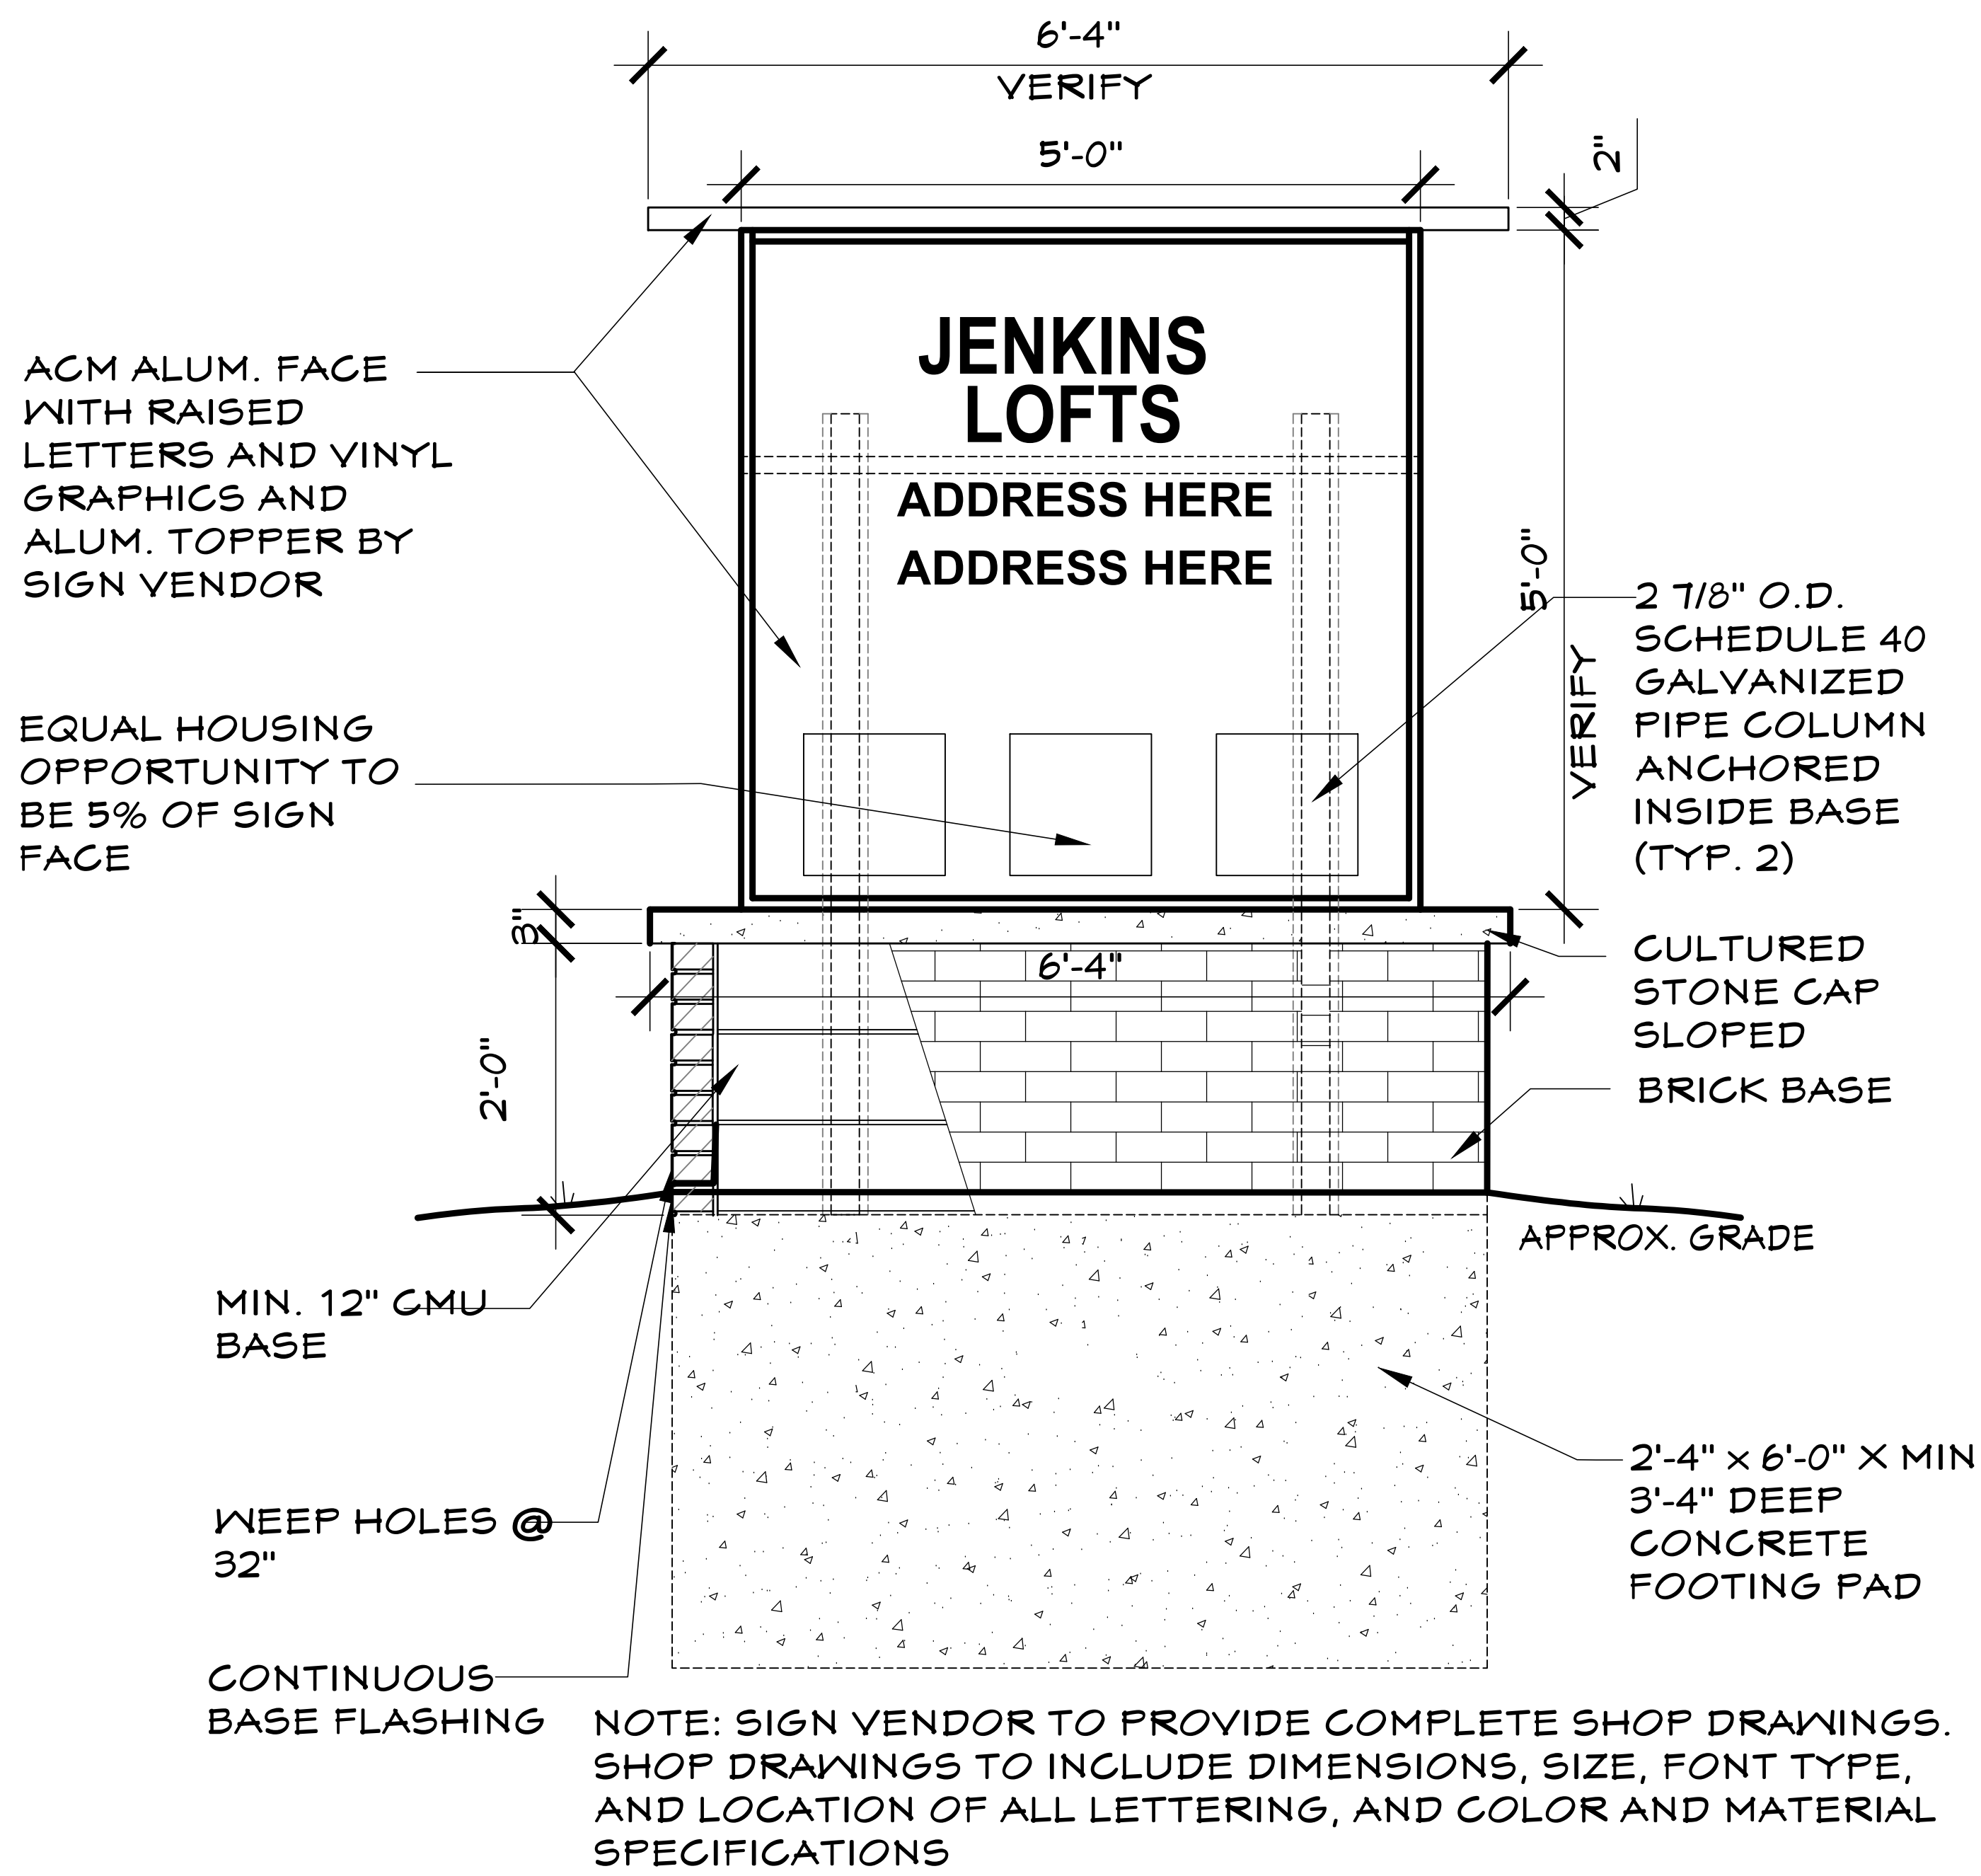 6'-4"
VERIFY
5'-0"
2"
JENKINS
LOFTS
ADDRESS HERE
ADDRESS HERE
ACM ALUM. FACE
WITH RAISED
LETTERS AND VINYL
GRAPHICS AND
ALUM. TOPPER BY
SIGN VENDOR
EQUAL HOUSING
OPPORTUNITY TO
BE 5% OF SIGN
FACE
5'-0"
VERIFY
2 7/8" O.D.
SCHEDULE 40
GALVANIZED
PIPE COLUMN
ANCHORED
INSIDE BASE
(TYP. 2)
3"
2'-0"
6'-4"
CULTURED
STONE CAP
SLOPED
BRICK BASE
APPROX. GRADE
MIN. 12" CMU
BASE
WEEP HOLES @
32"
CONTINUOUS
BASE FLASHING
2'-4" x 6'-0" X MIN
3'-4" DEEP
CONCRETE
FOOTING PAD
NOTE: SIGN VENDOR TO PROVIDE COMPLETE SHOP DRAWINGS.
SHOP DRAWINGS TO INCLUDE DIMENSIONS, SIZE, FONT TYPE,
AND LOCATION OF ALL LETTERING, AND COLOR AND MATERIAL
SPECIFICATIONS